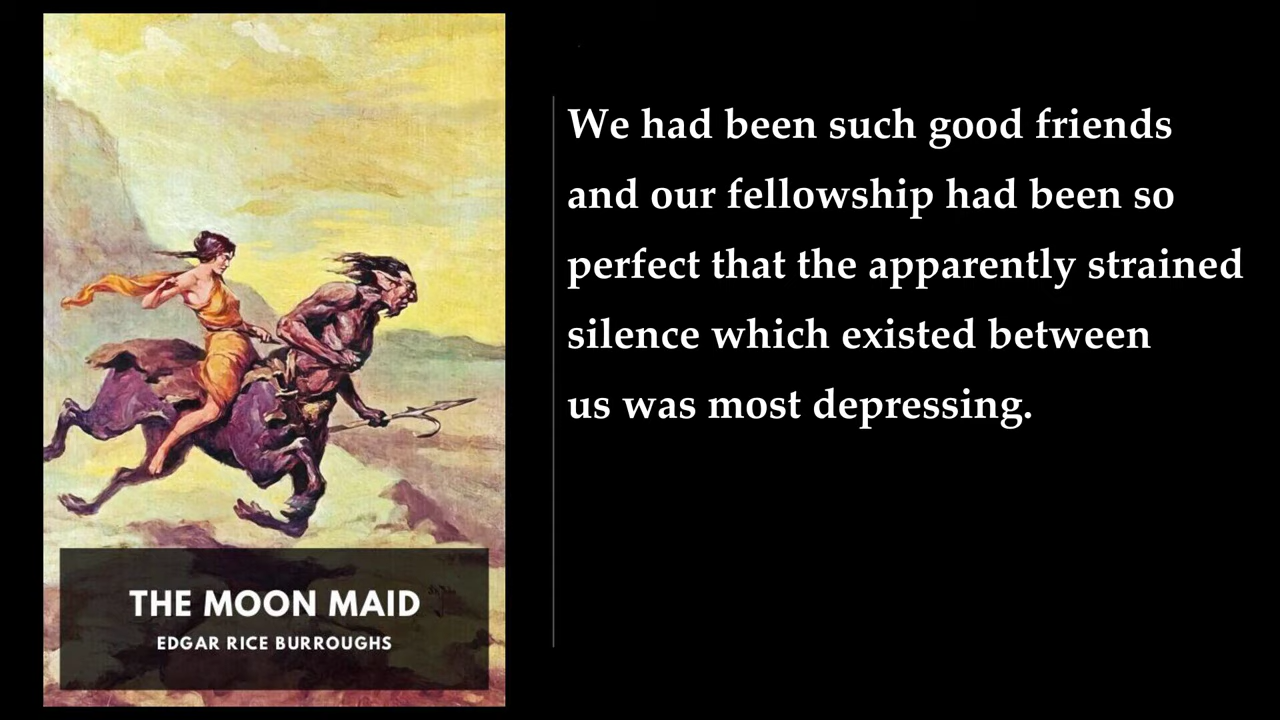 THE MOON MAID
EDGAR RICE BURROUGHS
We had been such good friends
and our fellowship had been so
perfect that the apparently strained
silence which existed between
us was most depressing.